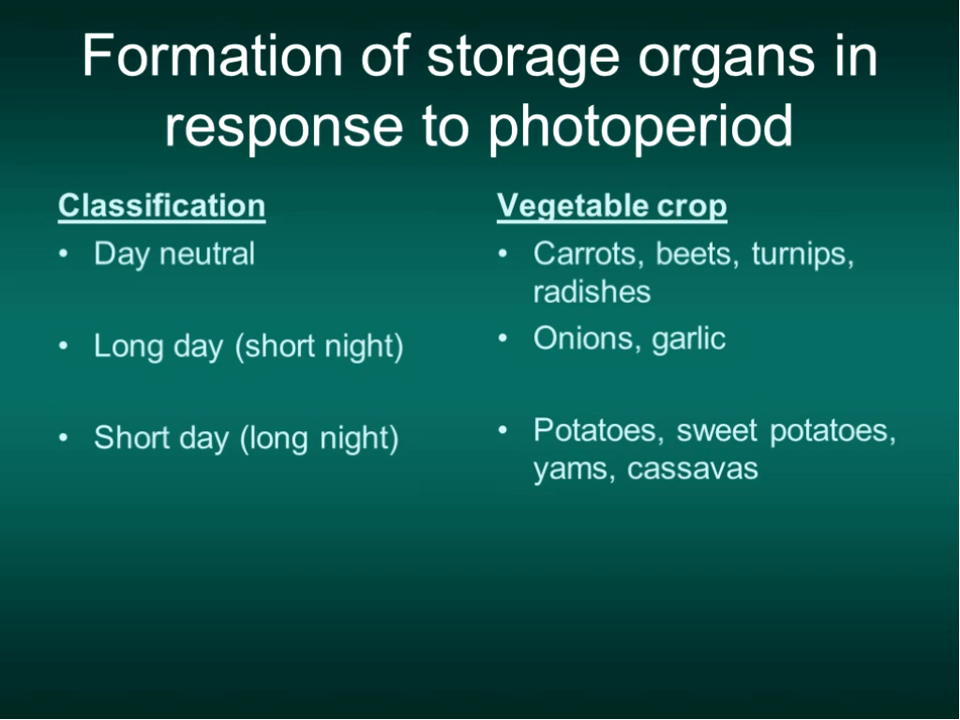 Formation of storage organs in
response to photoperiod
Classification
• Day neutral
• Long day (short night)
• Short day (long night)
Vegetable crop
• Carrots, beets, turnips,
radishes
• Onions, garlic
• Potatoes, sweet potatoes,
yams, cassavas